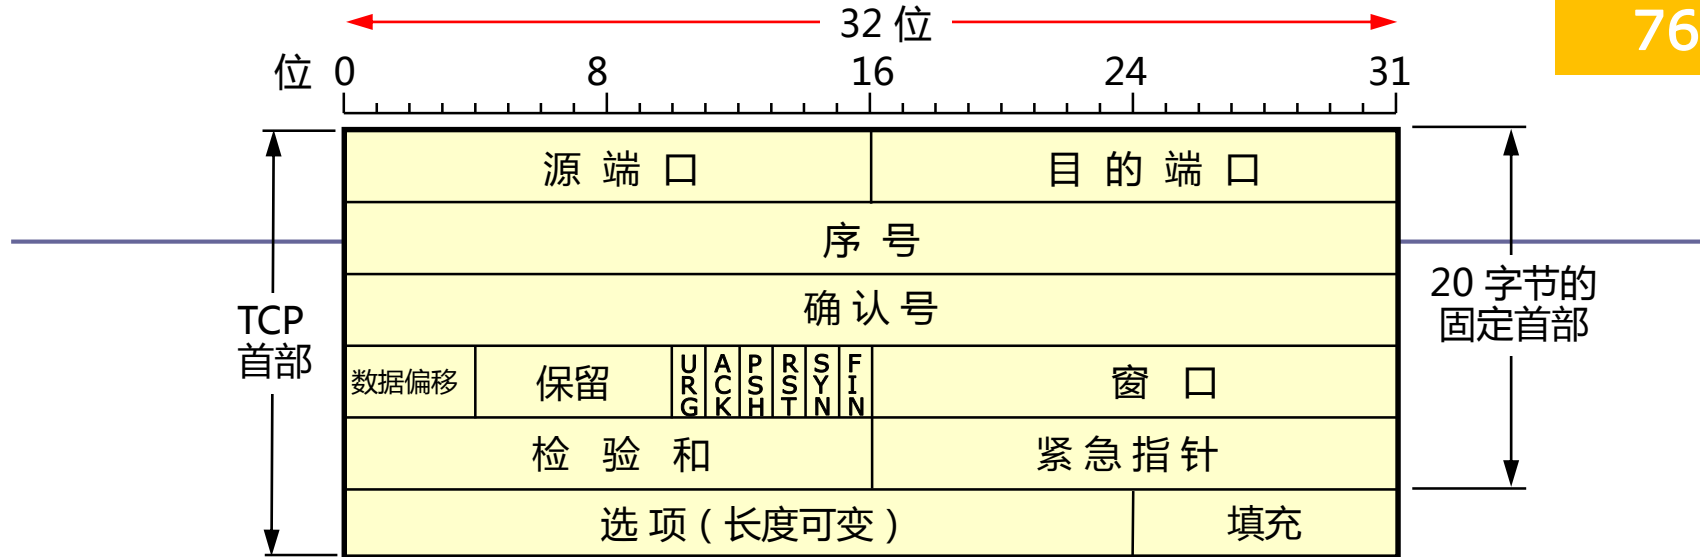 76
32 位
位 0 8 16 24 31
源 端 口 目 的 端 口
序 号
确 认 号
数据偏移 保留 URG ACK PSH RST SYN FIN 窗 口
检 验 和 紧 急 指 针
选 项 ( 长 度 可 变 ) 填充
TCP
首部
20 字节的
固定首部